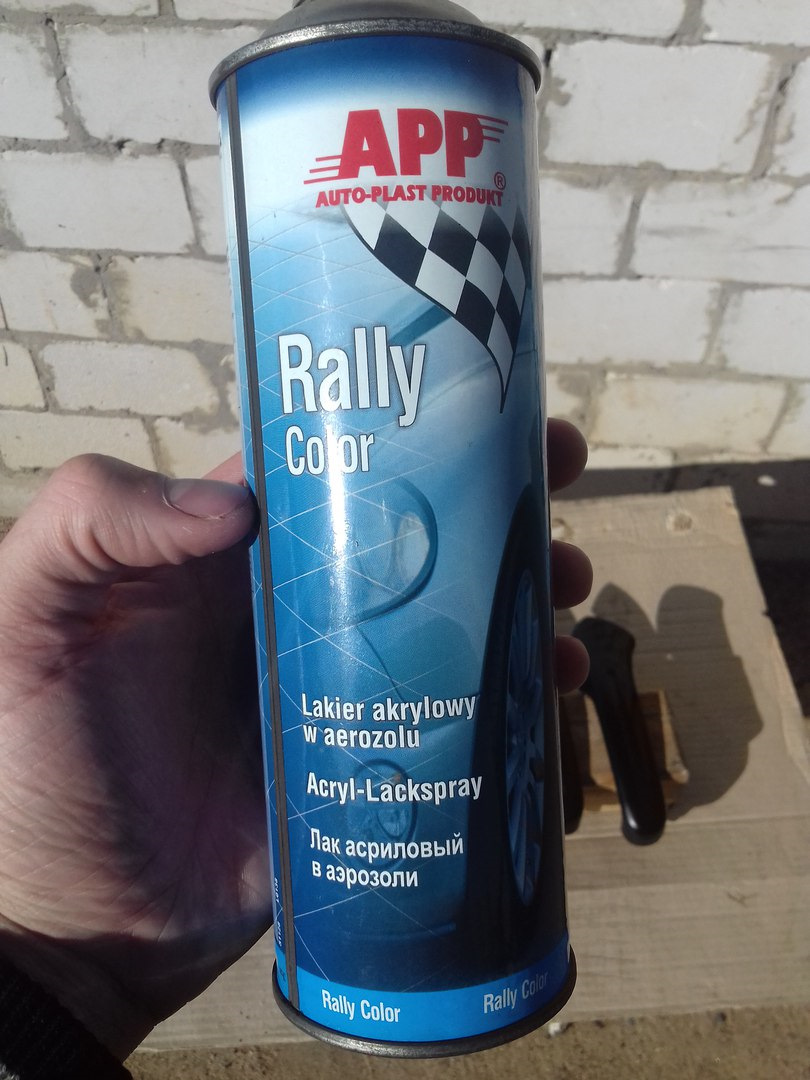 APP
®
AUTO-PLAST PRODUKT
Rally
Color
Lakier akrylowy
w aerozolu
Acryl-Lackspray
Лак асриловый
в аэрозоли
Rally Color
Rally Color